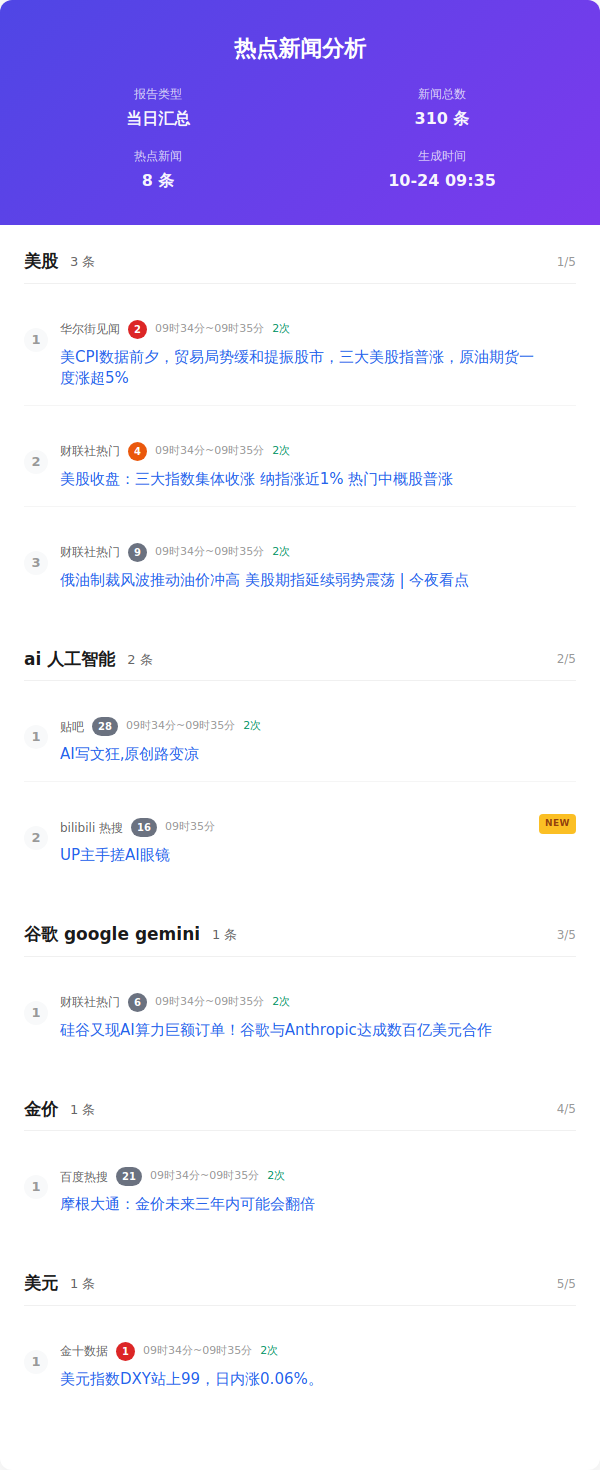 热点新闻分析
报告类型
新闻总数
当日汇总
310 条
热点新闻
生成时间
8 条
10-24 09:35
美股 3 条 1/5
1
华尔街见闻 2 09时34分~09时35分 2次
美CPI数据前夕，贸易局势缓和提振股市，三大美股指普涨，原油期货一
度涨超5%
2
财联社热门 4 09时34分~09时35分 2次
美股收盘：三大指数集体收涨 纳指涨近1% 热门中概股普涨
3
财联社热门 9 09时34分~09时35分 2次
俄油制裁风波推动油价冲高 美股期指延续弱势震荡 | 今夜看点
ai 人工智能 2 条 2/5
1
贴吧 28 09时34分~09时35分 2次
AI写文狂,原创路变凉
2
bilibili 热搜 16 09时35分 NEW
UP主手搓AI眼镜
谷歌 google gemini 1 条 3/5
1
财联社热门 6 09时34分~09时35分 2次
硅谷又现AI算力巨额订单！谷歌与Anthropic达成数百亿美元合作
金价 1 条 4/5
1
百度热搜 21 09时34分~09时35分 2次
摩根大通：金价未来三年内可能会翻倍
美元 1 条 5/5
1
金十数据 1 09时34分~09时35分 2次
美元指数DXY站上99，日内涨0.06%。